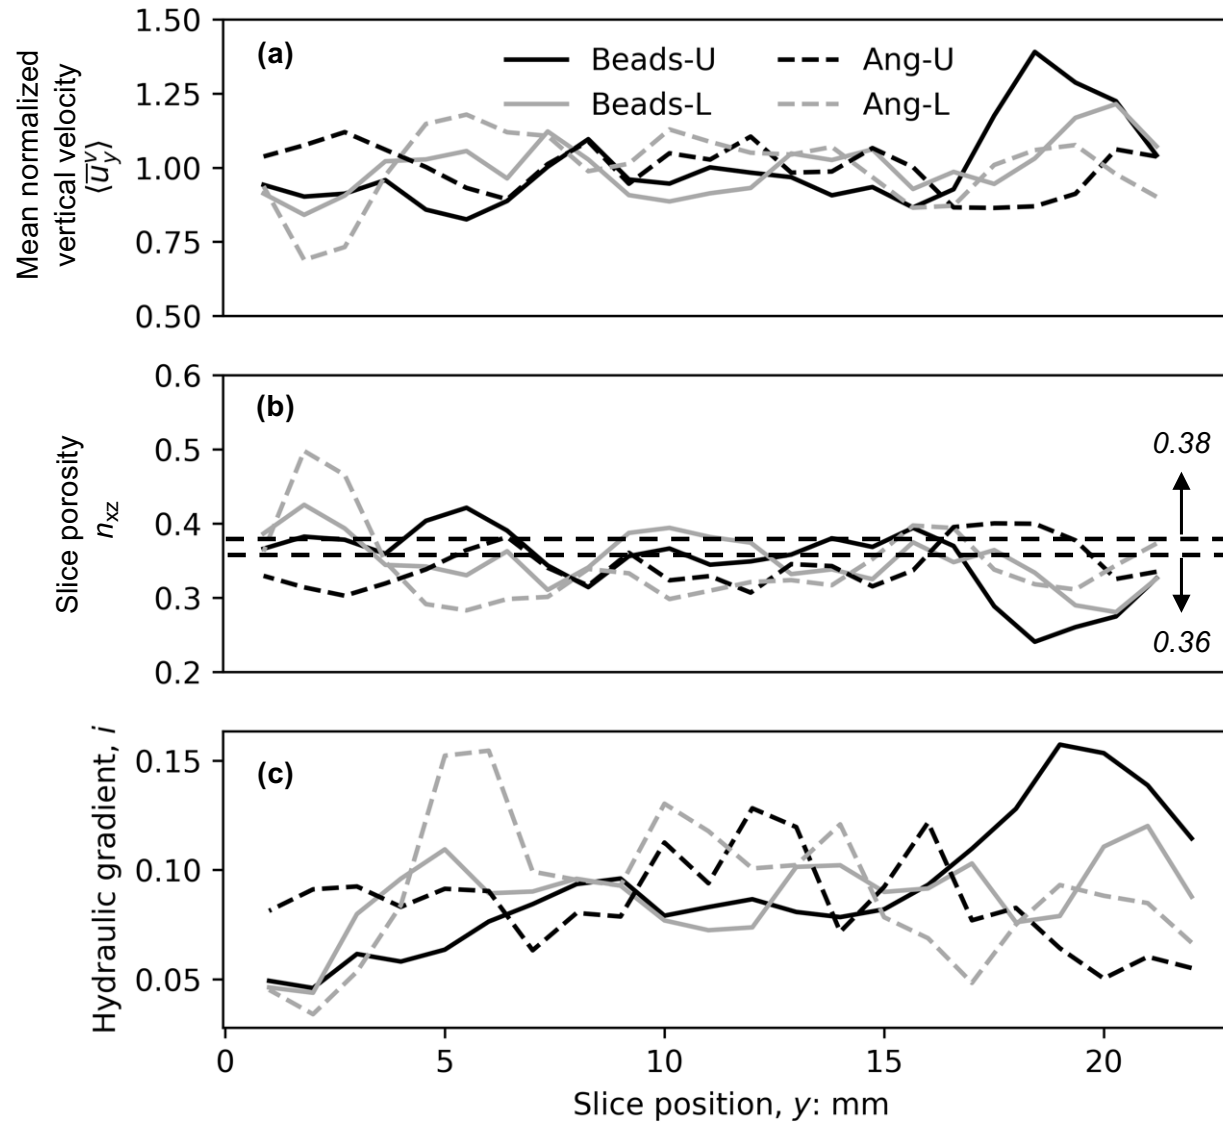 1.50
1.25
1.00
0.75
0.50
Mean normalized
vertical velocity
⟨u̅ᵥᵧ⟩
(a)
Beads-U
Beads-L
Ang-U
Ang-L
0.6
0.5
0.4
0.3
0.2
Slice porosity
nxz
(b)
0.38
0.36
0.15
0.10
0.05
Hydraulic gradient, i
(c)
0 5 10 15 20
Slice position, y: mm